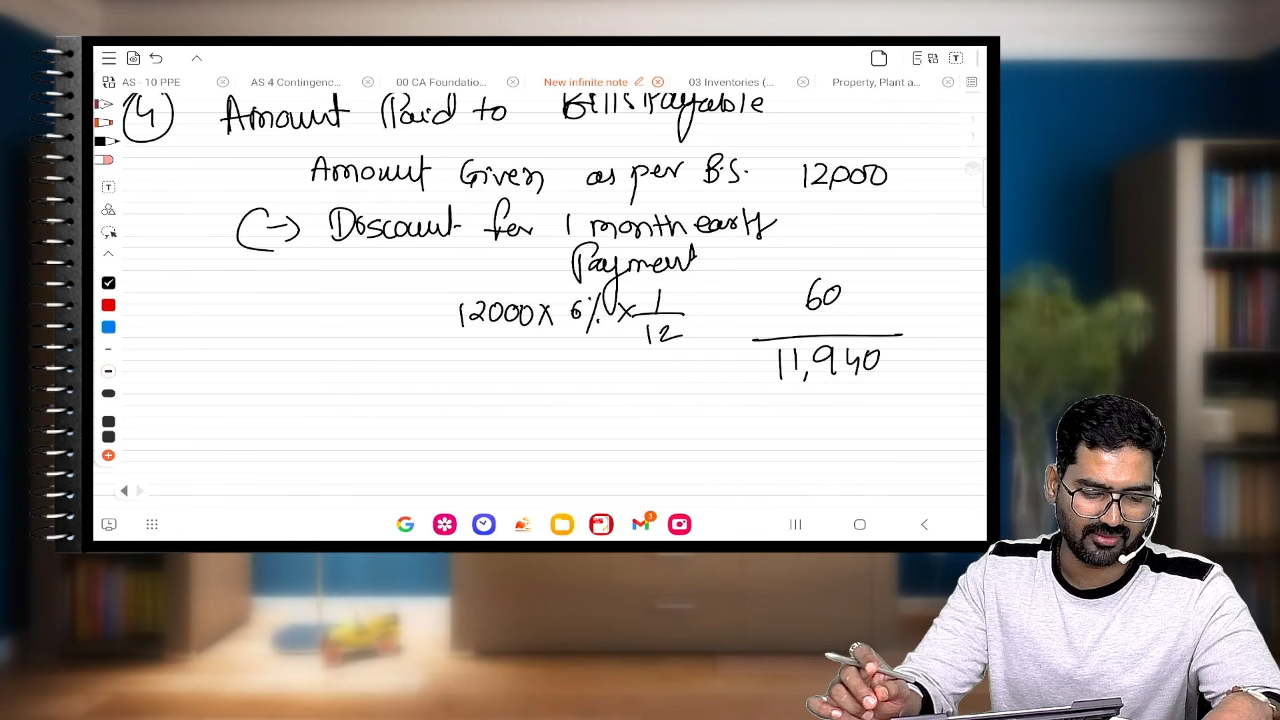 AS - 10 PPE
AS 4 Contingenc...
00 CA Foundatio...
New infinite note
03 Inventories (...
Property, Plant a...
(4) Amount Paid to Bills Payable
Amount Given as per B.S. 12000
(-) Discount for 1 month early
Payment
12000 x 6% x 1/12 60
11,940
3